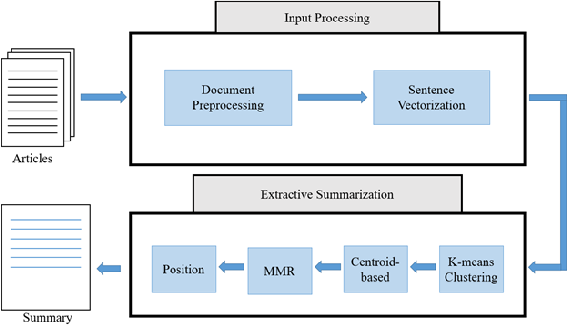 Input Processing
Document
Preprocessing
Sentence
Vectorization
Articles
Extractive Summarization
Position
MMR
Centroid-
based
K-means
Clustering
Summary